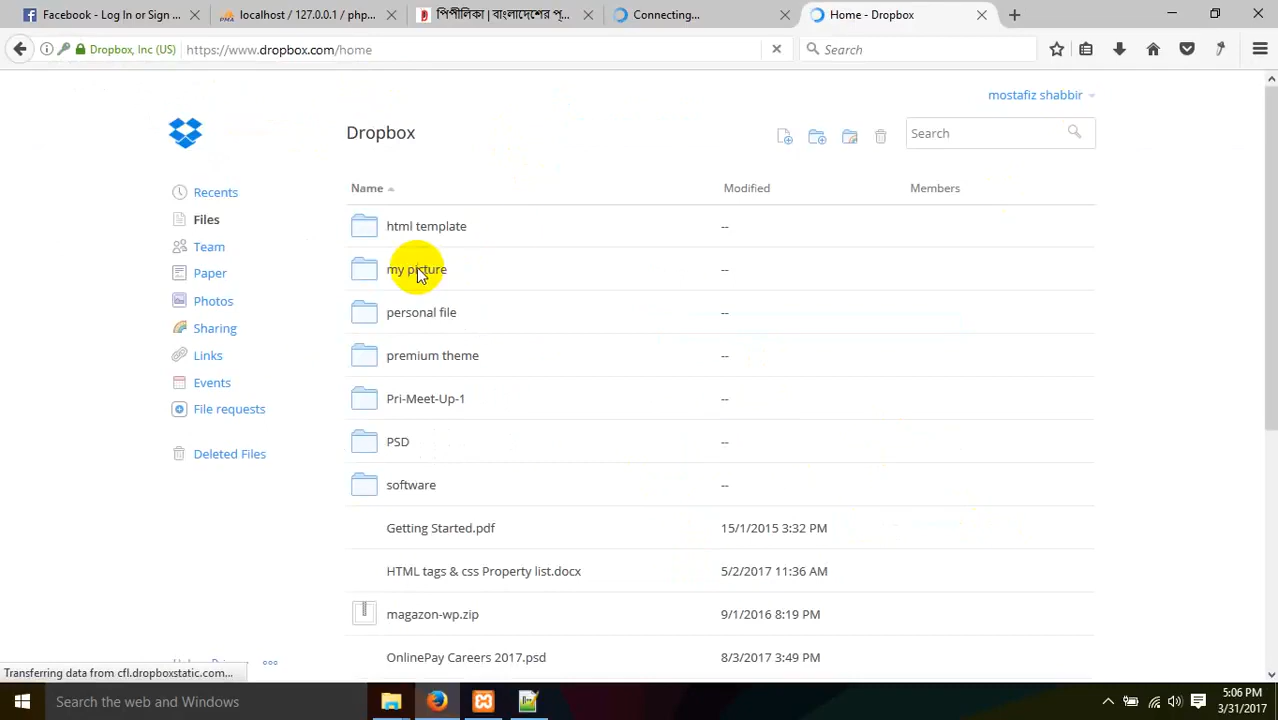 Facebook - Log In or Sign ...
localhost / 127.0.0.1 / php...
পিপীলিকা | বাংলাদেশের প্...
Connecting...
Home - Dropbox
Dropbox, Inc (US)
https://www.dropbox.com/home
Search
mostafiz shabbir
Dropbox
Search
Recents
Files
Team
Paper
Photos
Sharing
Links
Events
File requests
Deleted Files
Name Modified Members
html template --
my picture --
personal file --
premium theme --
Pri-Meet-Up-1 --
PSD --
software --
Getting Started.pdf 15/1/2015 3:32 PM
HTML tags & css Property list.docx 5/2/2017 11:36 AM
magazon-wp.zip 9/1/2016 8:19 PM
OnlinePay Careers 2017.psd 8/3/2017 3:49 PM
Transferring data from cfl.dropboxstatic.com...
Search the web and Windows
5:06 PM
3/31/2017